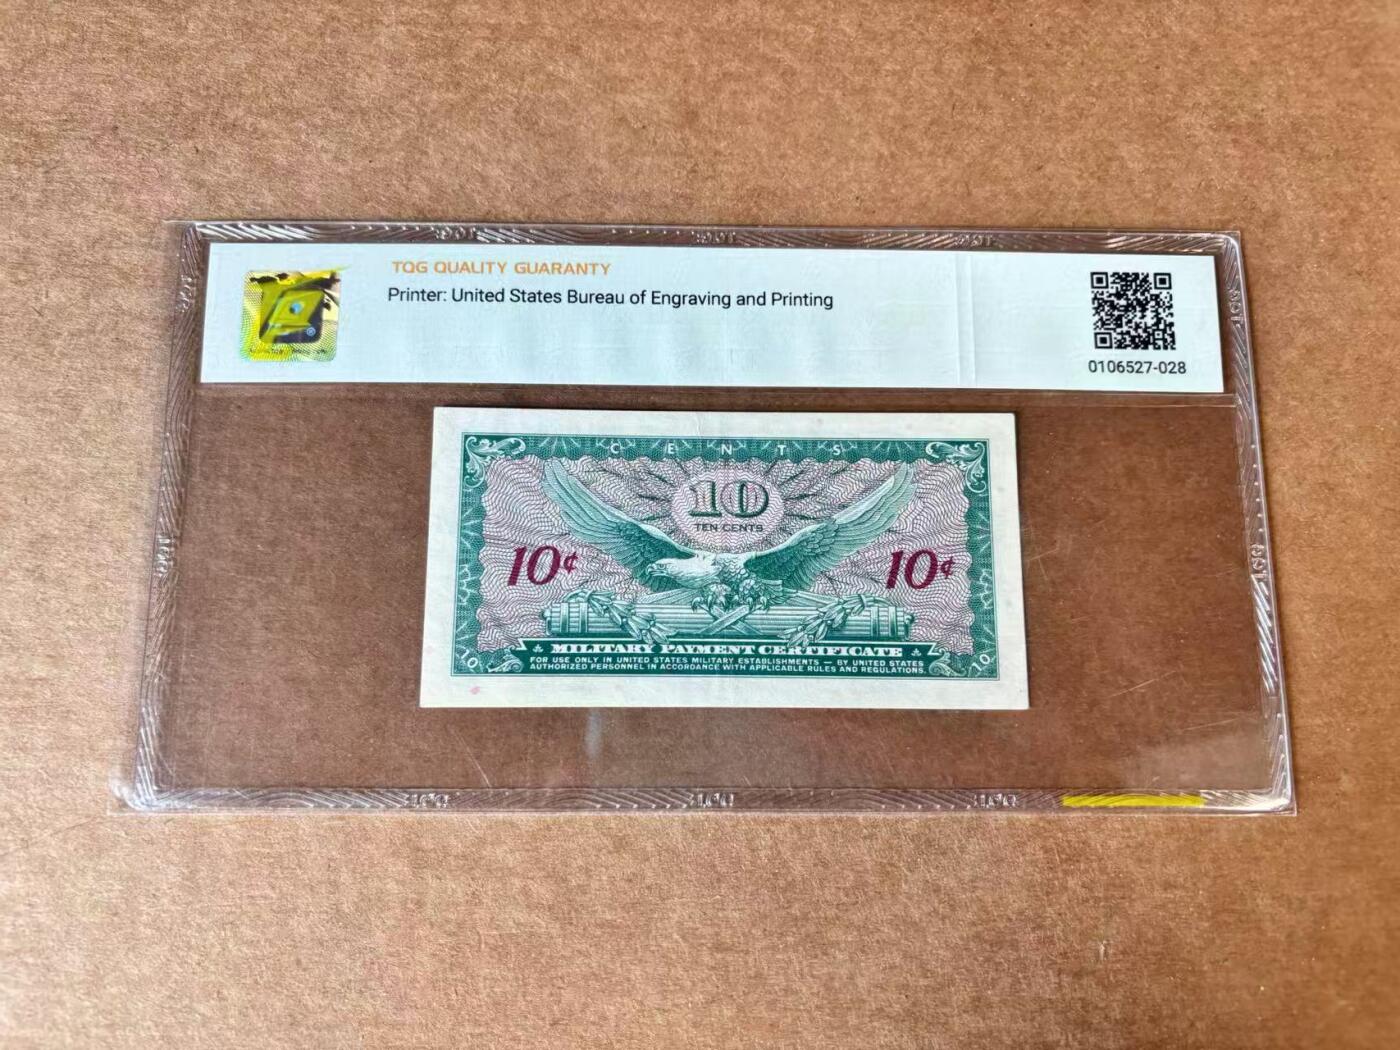 TQG QUALITY GUARANTY
Printer: United States Bureau of Engraving and Printing
0106527-028
CENTS
10
TEN CENTS
10¢
10¢
MILITARY PAYMENT CERTIFICATE
10
FOR USE ONLY IN UNITED STATES MILITARY ESTABLISHMENTS — BY UNITED STATES
AUTHORIZED PERSONNEL IN ACCORDANCE WITH APPLICABLE RULES AND REGULATIONS.
10